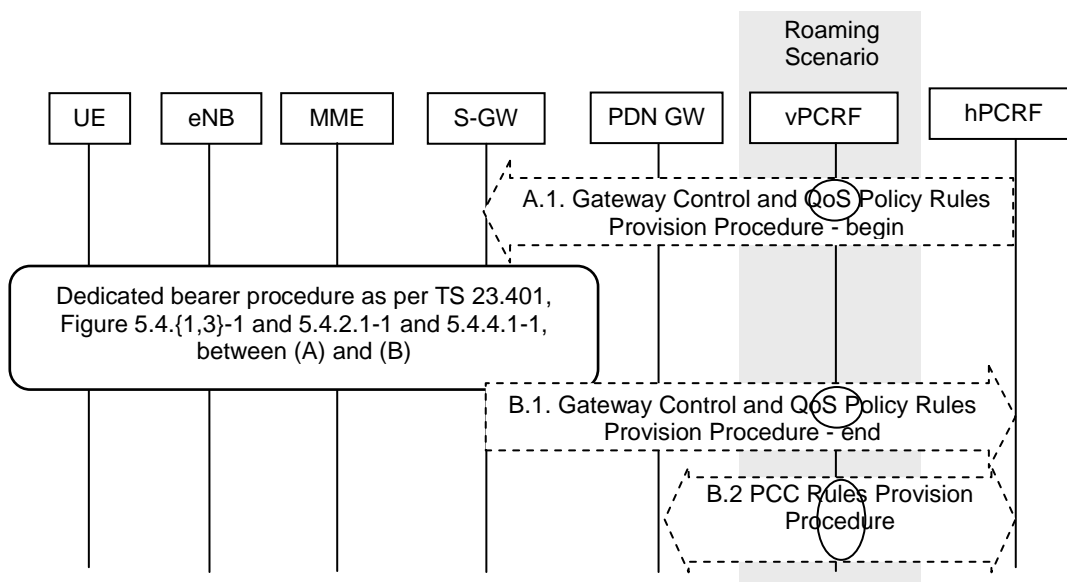 Roaming
Scenario
UE
eNB
MME
S-GW
PDN GW
vPCRF
hPCRF
A.1. Gateway Control and QoS Policy Rules
Provision Procedure - begin
Dedicated bearer procedure as per TS 23.401,
Figure 5.4.{1,3}-1 and 5.4.2.1-1 and 5.4.4.1-1,
between (A) and (B)
B.1. Gateway Control and QoS Policy Rules
Provision Procedure - end
B.2 PCC Rules Provision
Procedure